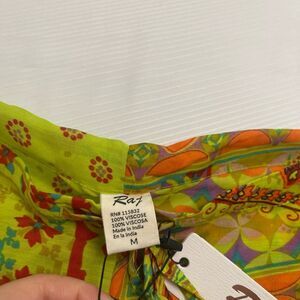 Raj
RN# 115832
100% VISCOSE
100% VISCOSA
Made in India
En la India
M